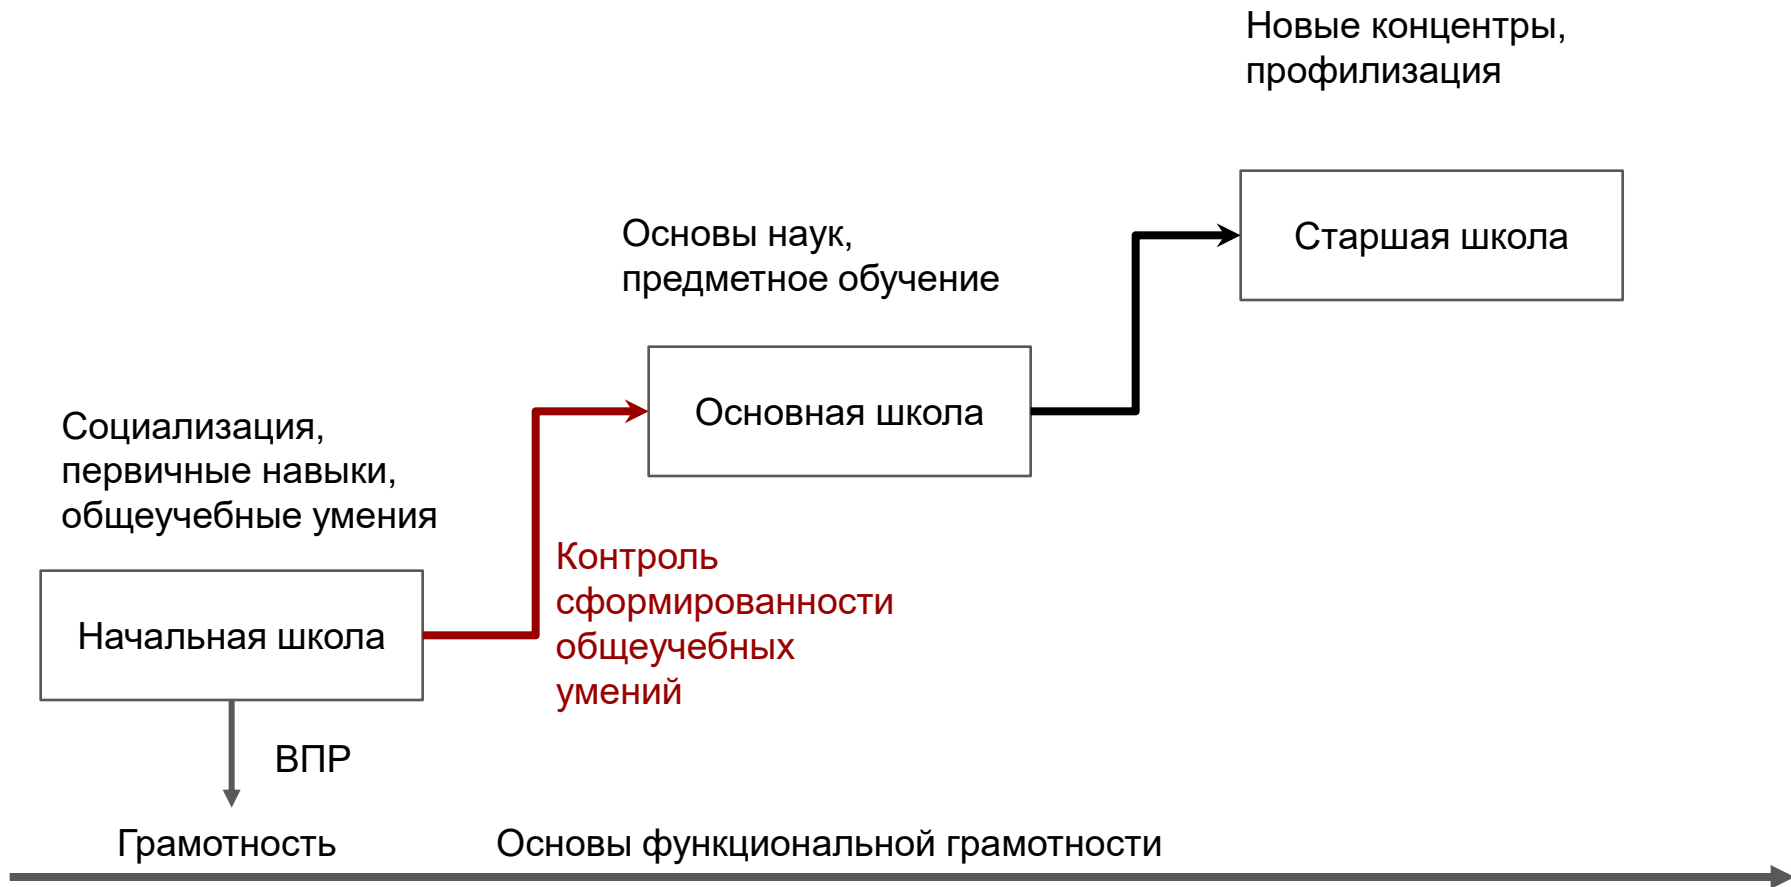 Новые концентры,
профилизация
Старшая школа
Основы наук,
предметное обучение
Основная школа
Социализация,
первичные навыки,
общеучебные умения
Начальная школа
Контроль
сформированности
общеучебных
умений
ВПР
Грамотность
Основы функциональной грамотности